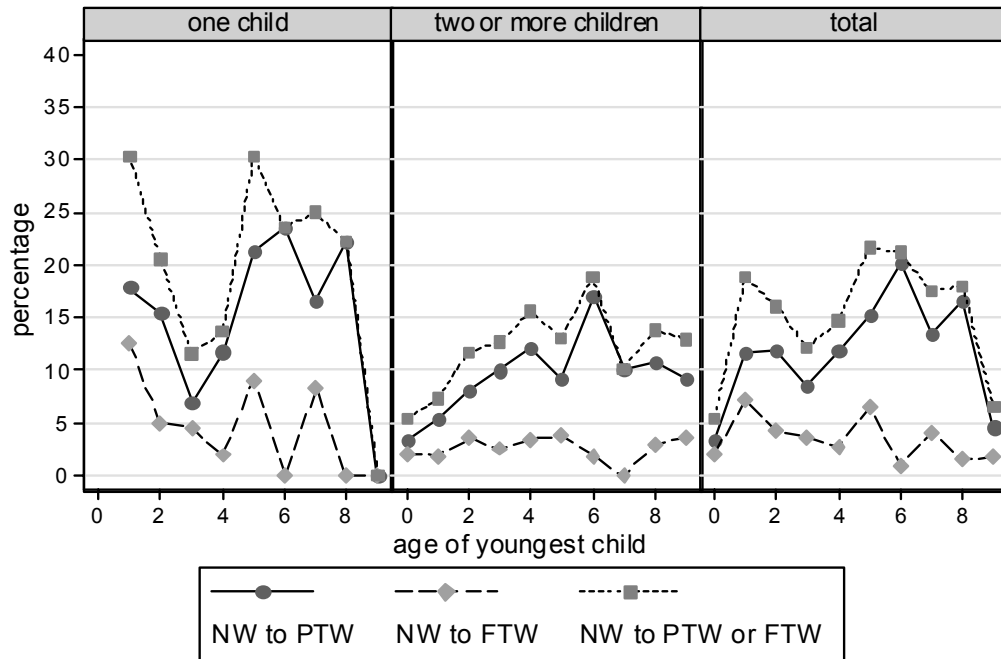 one child two or more children total
40
35
30
25
20
15
10
5
0
percentage
0 2 4 6 8 0 2 4 6 8 0 2 4 6 8
age of youngest child
NW to PTW NW to FTW NW to PTW or FTW